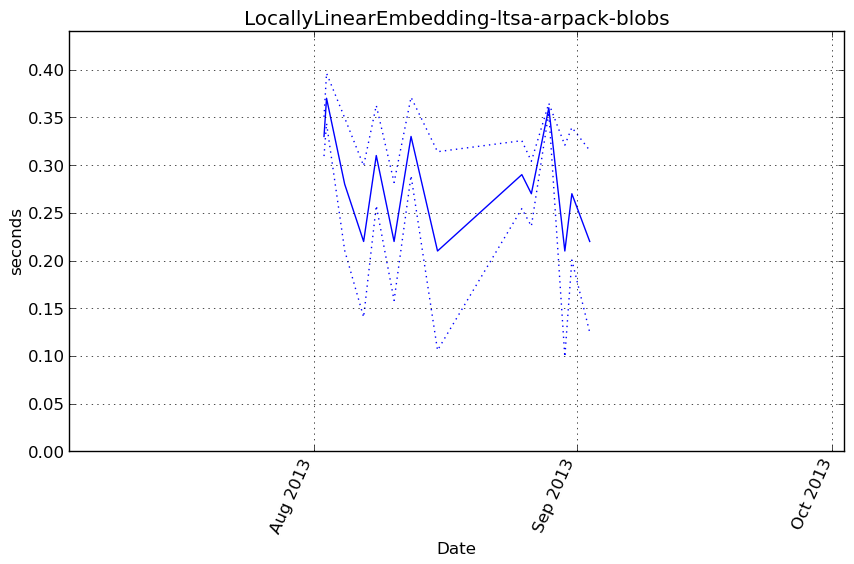 LocallyLinearEmbedding-ltsa-arpack-blobs
0.40
0.35
0.30
0.25
0.20
0.15
0.10
0.05
0.00
seconds
Aug 2013
Sep 2013
Oct 2013
Date